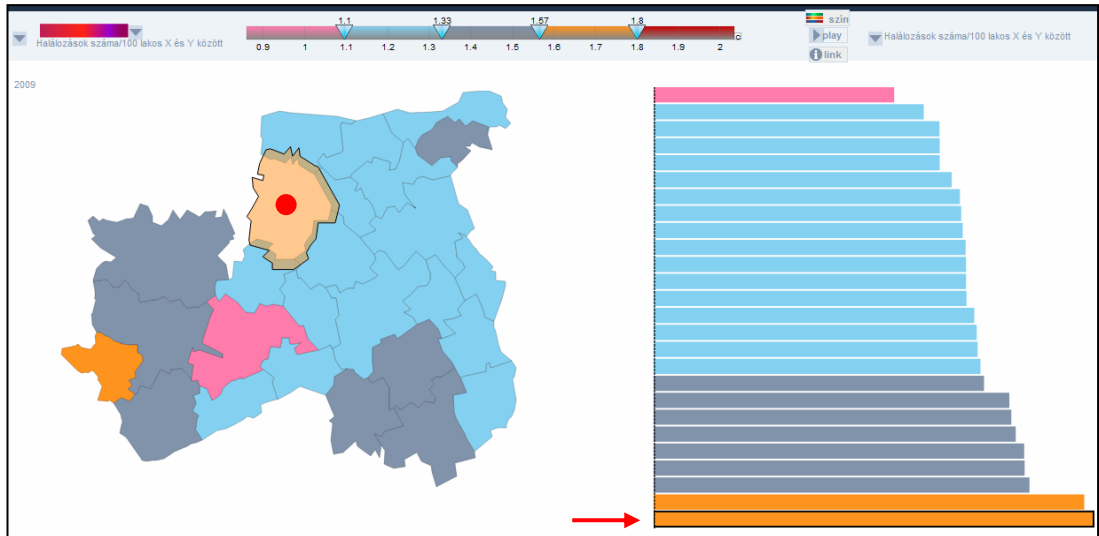 1.1 1.33 1.57 1.8
szín
0.9 1 1.1 1.2 1.3 1.4 1.5 1.6 1.7 1.8 1.9 2
play
link
Halálozások száma/100 lakos X és Y között
Halálozások száma/100 lakos X és Y között
2009